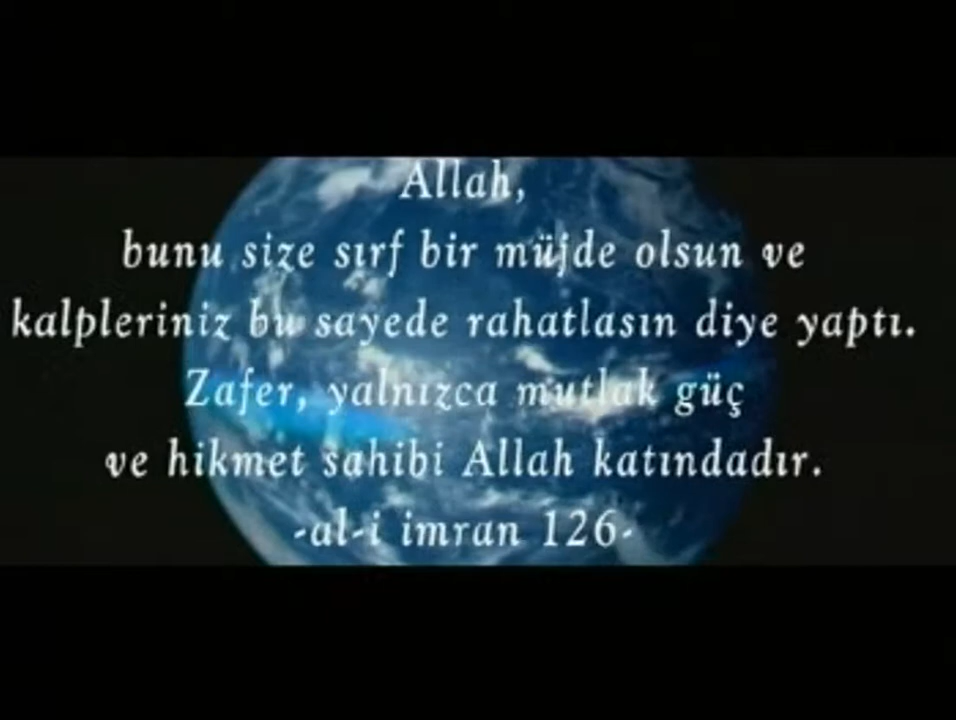 Allah,
bunu size sırf bir müjde olsun ve
kalpleriniz bu sayede rahatlasın diye yaptı.
Zafer, yalnızca mutlak güç
ve hikmet sahibi Allah katındadır.
-al-i imran 126-